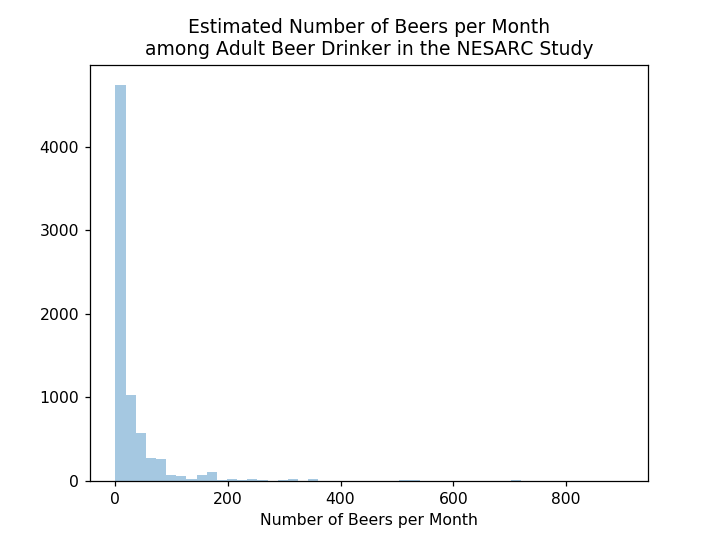 Estimated Number of Beers per Month
among Adult Beer Drinker in the NESARC Study
4000
3000
2000
1000
0
0 200 400 600 800
Number of Beers per Month